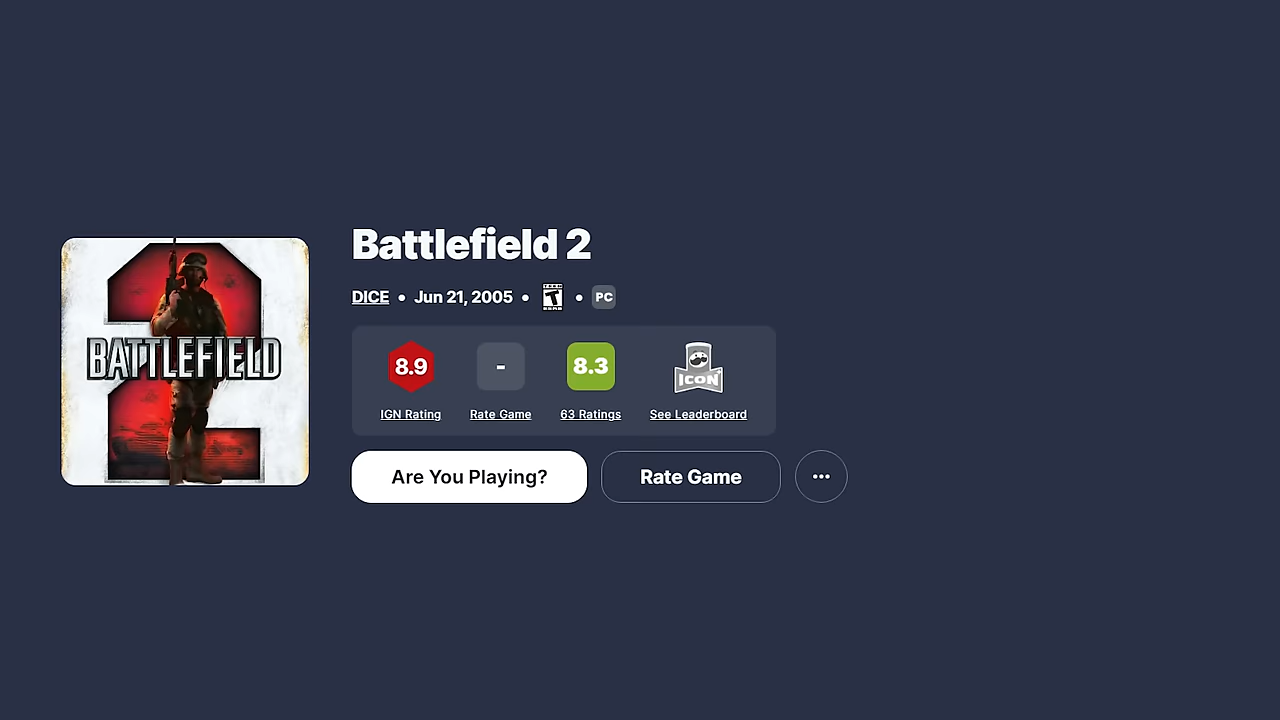 BATTLEFIELD
Battlefield 2
DICE • Jun 21, 2005 • T • PC
8.9
-
8.3
ICON
IGN Rating
Rate Game
63 Ratings
See Leaderboard
Are You Playing?
Rate Game
...